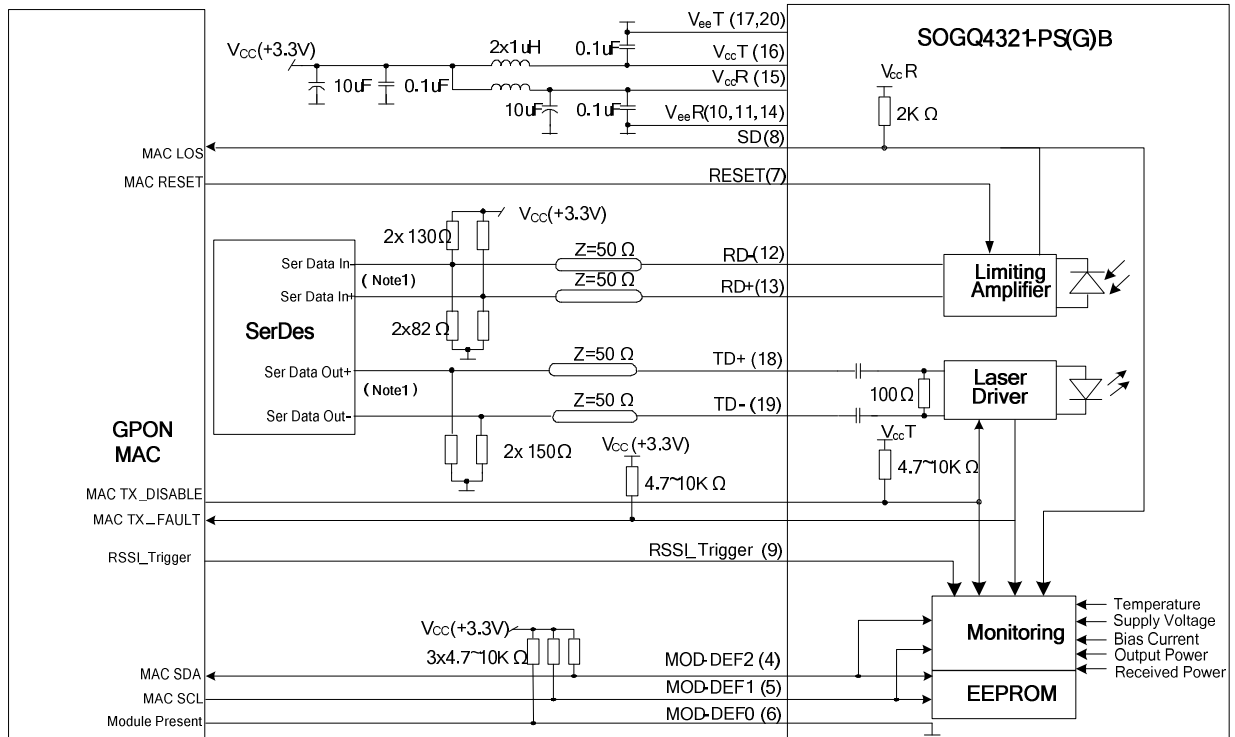 VeeT (17,20)
SOGQ4321-PS(G)B
VCC(+3.3V)
2x1uH
0.1uF
VccT (16)
VccR (15)
VccR
10uF
0.1uF
10uF
0.1uF
VeeR(10,11,14)
2K Ω
SD(8)
MAC LOS
MAC RESET
RESET(7)
VCC(+3.3V)
2x 130Ω
Z=50 Ω
RD-(12)
Ser Data In-
(Note1)
Z=50 Ω
RD+(13)
Limiting
Amplifier
Ser Data In+
SerDes
2x82 Ω
Z=50 Ω
TD+ (18)
Ser Data Out+
(Note1)
100Ω
Laser
Driver
Z=50 Ω
TD-(19)
Ser Data Out-
GPON
MAC
2x 150Ω
VCC(+3.3V)
VccT
4.7~10K Ω
4.7~10K Ω
MAC TX_DISABLE
MAC TX_FAULT
RSSI_Trigger
RSSI_Trigger (9)
VCC(+3.3V)
3x4.7~10K Ω
Monitoring
Temperature
Supply Voltage
Bias Current
Output Power
Received Power
MAC SDA
MOD-DEF2 (4)
EEPROM
MAC SCL
MOD-DEF1 (5)
Module Present
MOD-DEF0 (6)